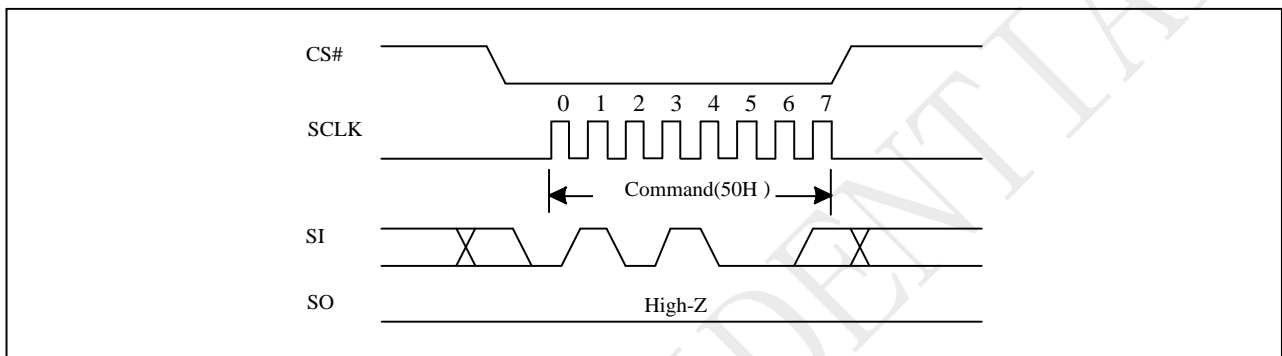 CS#
0 1 2 3 4 5 6 7
SCLK
Command(50H )
SI
SO High-Z